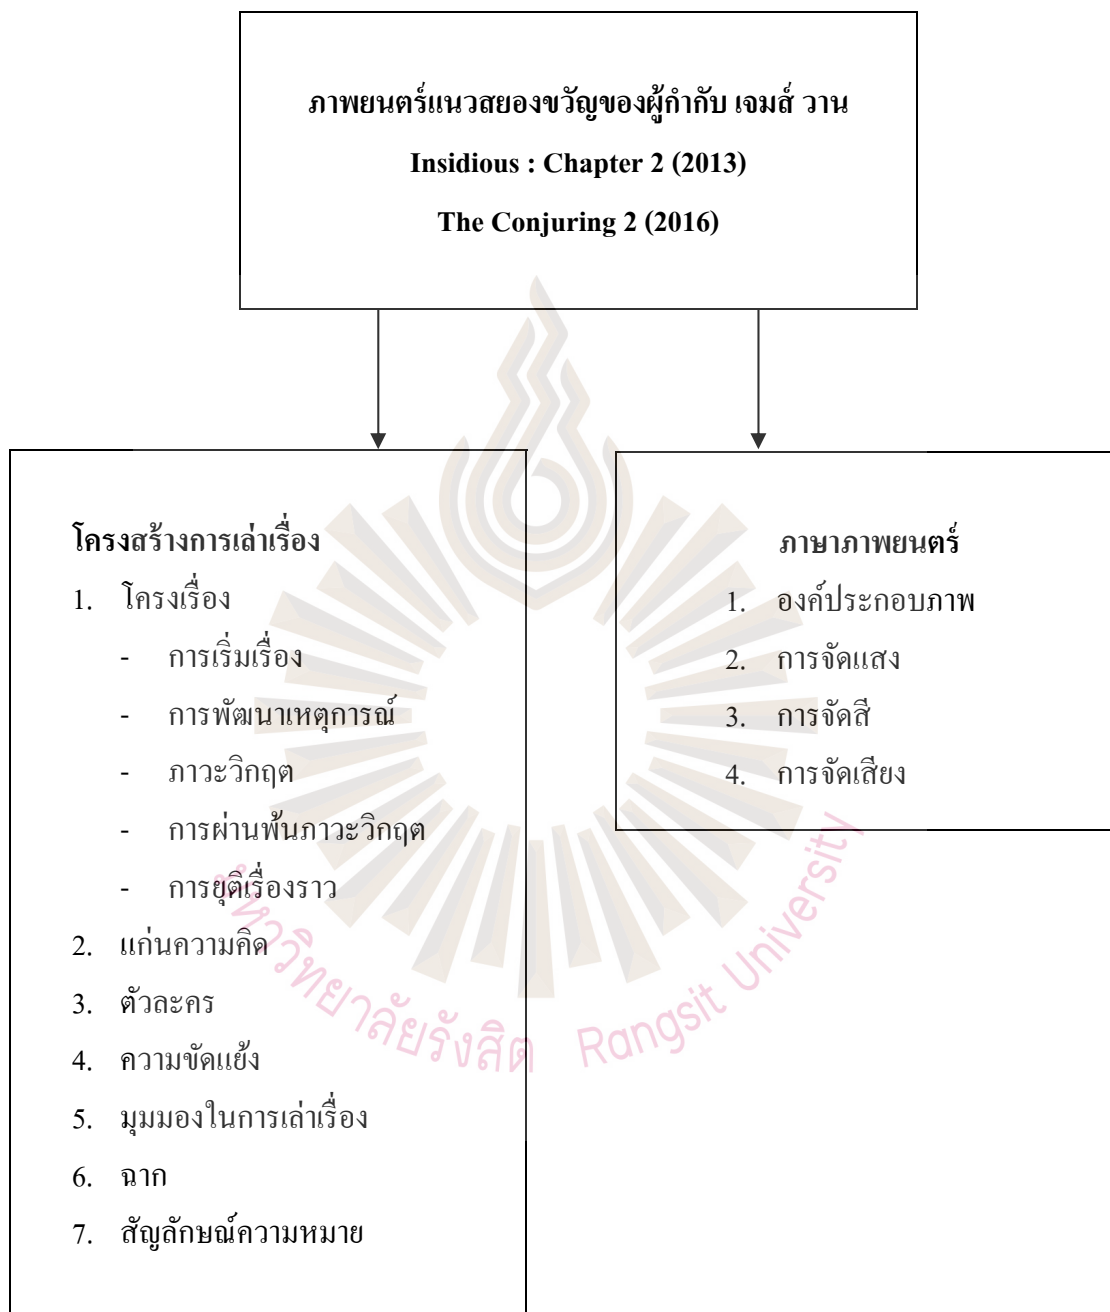 ภาพยนตร์แนวสยองขวัญของผู้กำกับ เจมส์ วาน
Insidious : Chapter 2 (2013)
The Conjuring 2 (2016)
โครงสร้างการเล่าเรื่อง
1. โครงเรื่อง
- การเริ่มเรื่อง
- การพัฒนาเหตุการณ์
- ภาวะวิกฤต
- การผ่านพ้นภาวะวิกฤต
- การยุติเรื่องราว
2. แก่นความคิด
3. ตัวละคร
4. ความขัดแย้ง
5. มุมมองในการเล่าเรื่อง
6. ฉาก
7. สัญลักษณ์ความหมาย
ภาษาภาพยนตร์
1. องค์ประกอบภาพ
2. การจัดแสง
3. การจัดสี
4. การจัดเสียง
มหาวิทยาลัยรังสิต Rangsit University